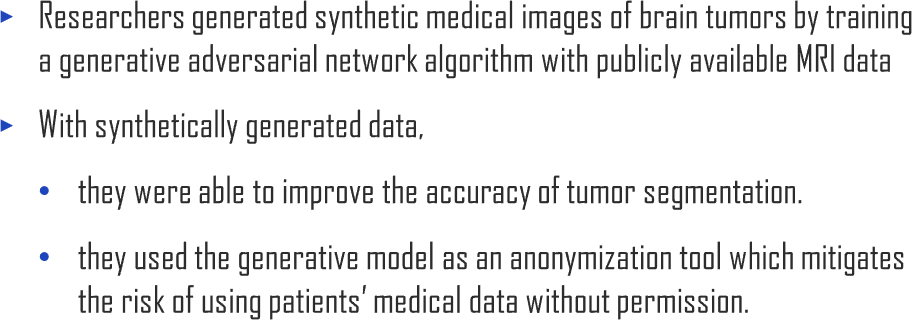 ▸ Researchers generated synthetic medical images of brain tumors by training
a generative adversarial network algorithm with publicly available MRI data
▸ With synthetically generated data,
• they were able to improve the accuracy of tumor segmentation.
• they used the generative model as an anonymization tool which mitigates
the risk of using patients' medical data without permission.